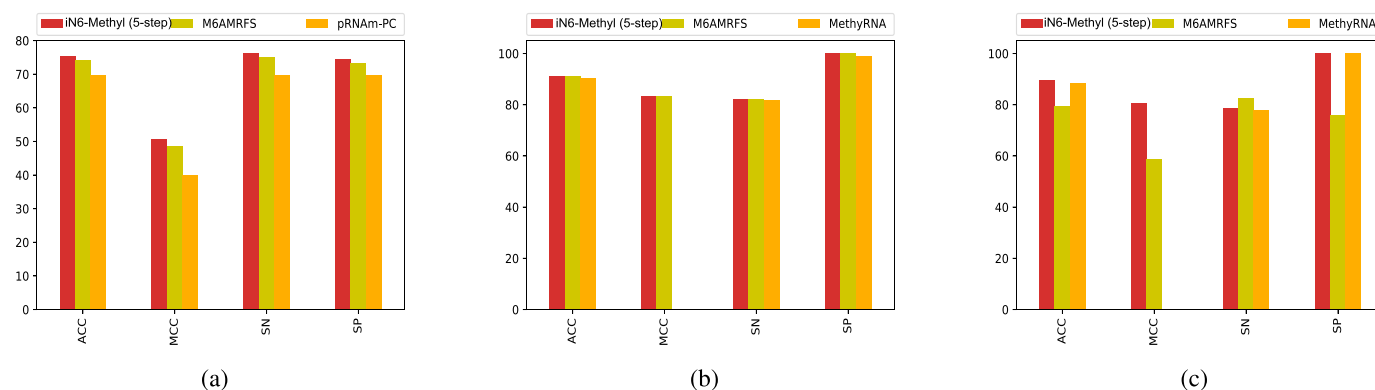 iN6-Methyl (5-step) M6AMRFS pRNAm-PC
80
70
60
50
40
30
20
10
0
ACC MCC SN SP
(a)
iN6-Methyl (5-step) M6AMRFS MethyRNA
100
80
60
40
20
0
ACC MCC SN SP
(b)
iN6-Methyl (5-step) M6AMRFS MethyRNA
100
80
60
40
20
0
ACC MCC SN SP
(c)